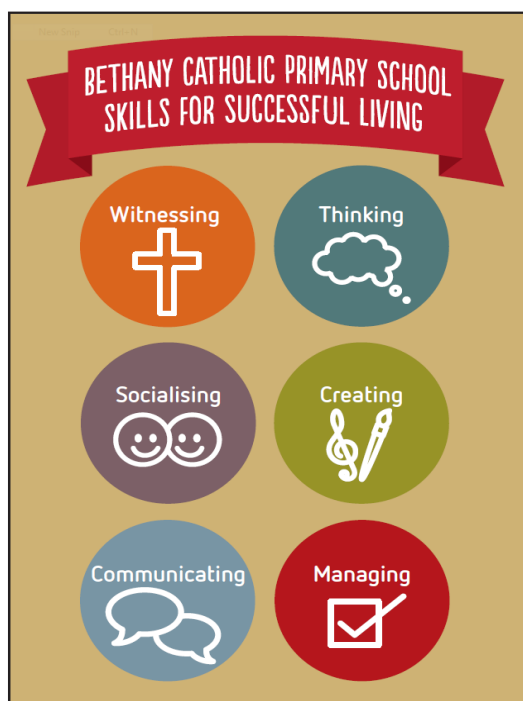 BETHANY CATHOLIC PRIMARY SCHOOL
SKILLS FOR SUCCESSFUL LIVING
Witnessing
Thinking
Socialising
Creating
Communicating
Managing